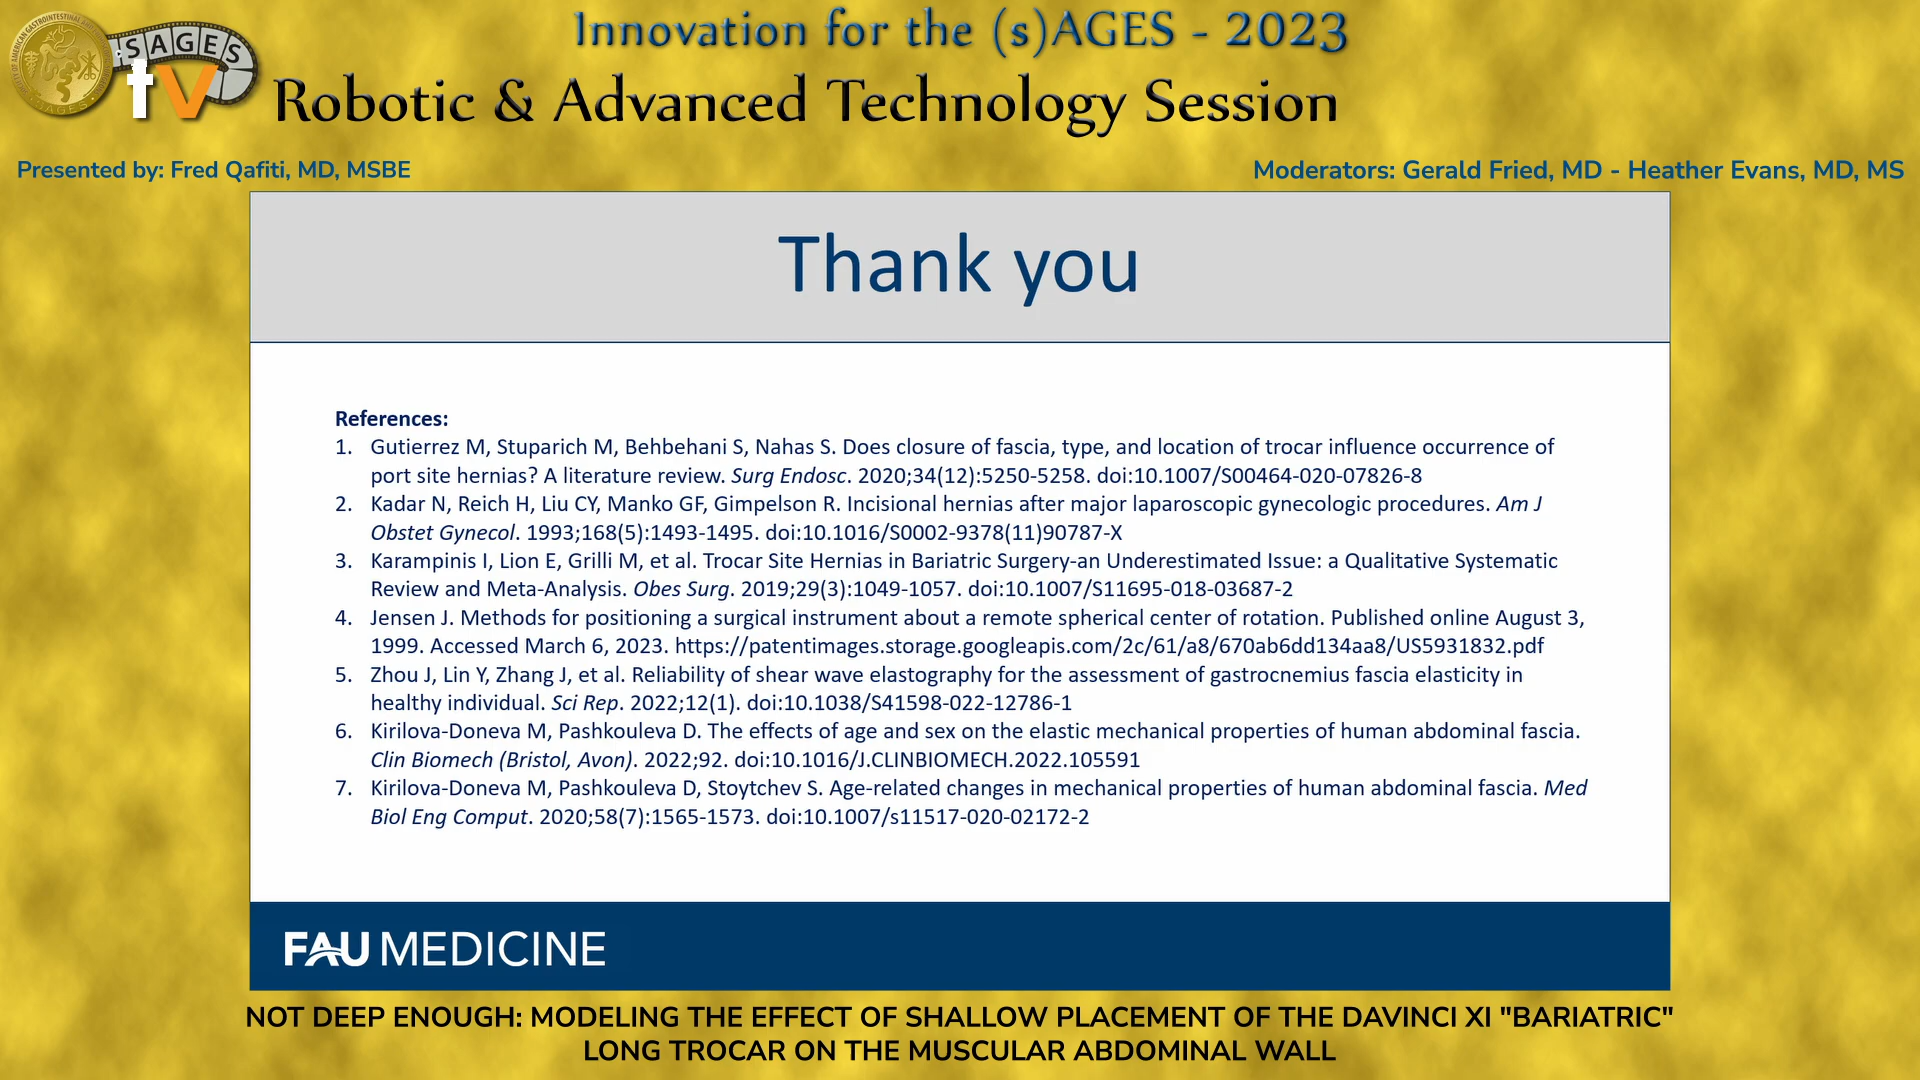 Innovation for the (s)AGES - 2023
SAGES
tv
SAGES
Robotic & Advanced Technology Session
Presented by: Fred Qafiti, MD, MSBE
Moderators: Gerald Fried, MD - Heather Evans, MD, MS
Thank you
References:
1. Gutierrez M, Stuparich M, Behbehani S, Nahas S. Does closure of fascia, type, and location of trocar influence occurrence of
port site hernias? A literature review. Surg Endosc. 2020;34(12):5250-5258. doi:10.1007/S00464-020-07826-8
2. Kadar N, Reich H, Liu CY, Manko GF, Gimpelson R. Incisional hernias after major laparoscopic gynecologic procedures. Am J
Obstet Gynecol. 1993;168(5):1493-1495. doi:10.1016/S0002-9378(11)90787-X
3. Karampinis I, Lion E, Grilli M, et al. Trocar Site Hernias in Bariatric Surgery-an Underestimated Issue: a Qualitative Systematic
Review and Meta-Analysis. Obes Surg. 2019;29(3):1049-1057. doi:10.1007/S11695-018-03687-2
4. Jensen J. Methods for positioning a surgical instrument about a remote spherical center of rotation. Published online August 3,
1999. Accessed March 6, 2023. https://patentimages.storage.googleapis.com/2c/61/a8/670ab6dd134aa8/US5931832.pdf
5. Zhou J, Lin Y, Zhang J, et al. Reliability of shear wave elastography for the assessment of gastrocnemius fascia elasticity in
healthy individual. Sci Rep. 2022;12(1). doi:10.1038/S41598-022-12786-1
6. Kirilova-Doneva M, Pashkouleva D. The effects of age and sex on the elastic mechanical properties of human abdominal fascia.
Clin Biomech (Bristol, Avon). 2022;92. doi:10.1016/J.CLINBIOMECH.2022.105591
7. Kirilova-Doneva M, Pashkouleva D, Stoytchev S. Age-related changes in mechanical properties of human abdominal fascia. Med
Biol Eng Comput. 2020;58(7):1565-1573. doi:10.1007/s11517-020-02172-2
FAU MEDICINE
NOT DEEP ENOUGH: MODELING THE EFFECT OF SHALLOW PLACEMENT OF THE DAVINCI XI "BARIATRIC"
LONG TROCAR ON THE MUSCULAR ABDOMINAL WALL